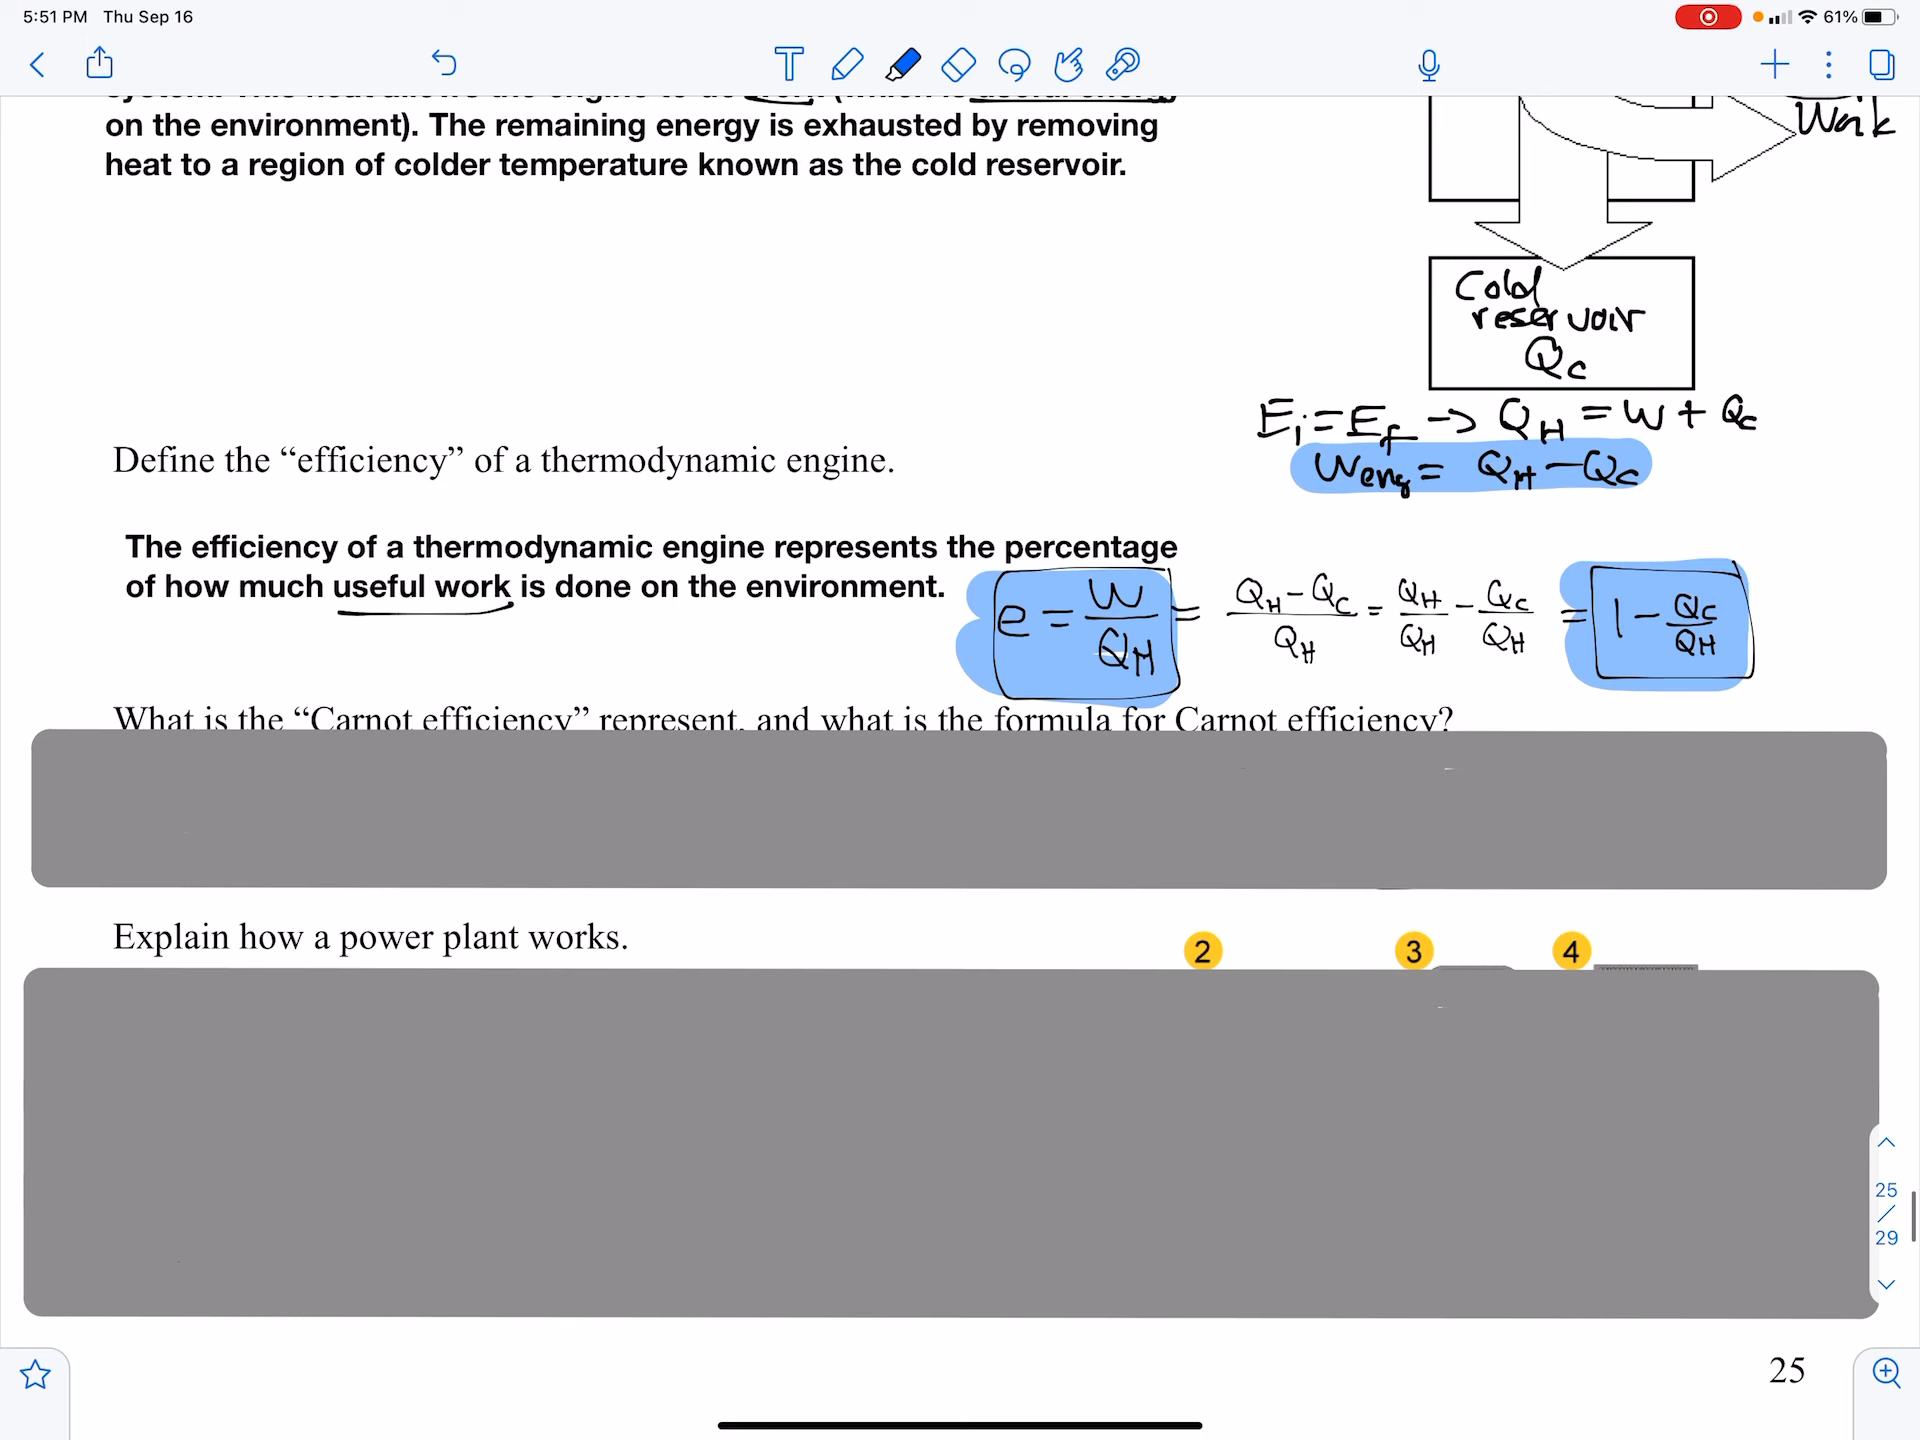 5:51 PM Thu Sep 16
61%
on the environment). The remaining energy is exhausted by removing
heat to a region of colder temperature known as the cold reservoir.
Work
Cold
reservoir
Qc
Ei = Ef -> QH = W + Qc
Weng = QH - Qc
Define the “efficiency” of a thermodynamic engine.
The efficiency of a thermodynamic engine represents the percentage
of how much useful work is done on the environment.
e = W/QH = (QH - Qc)/QH = QH/QH - Qc/QH = 1 - Qc/QH
What is the “Carnot efficiency” represent, and what is the formula for Carnot efficiency?
Explain how a power plant works.
2 3 4
25
/
29
25